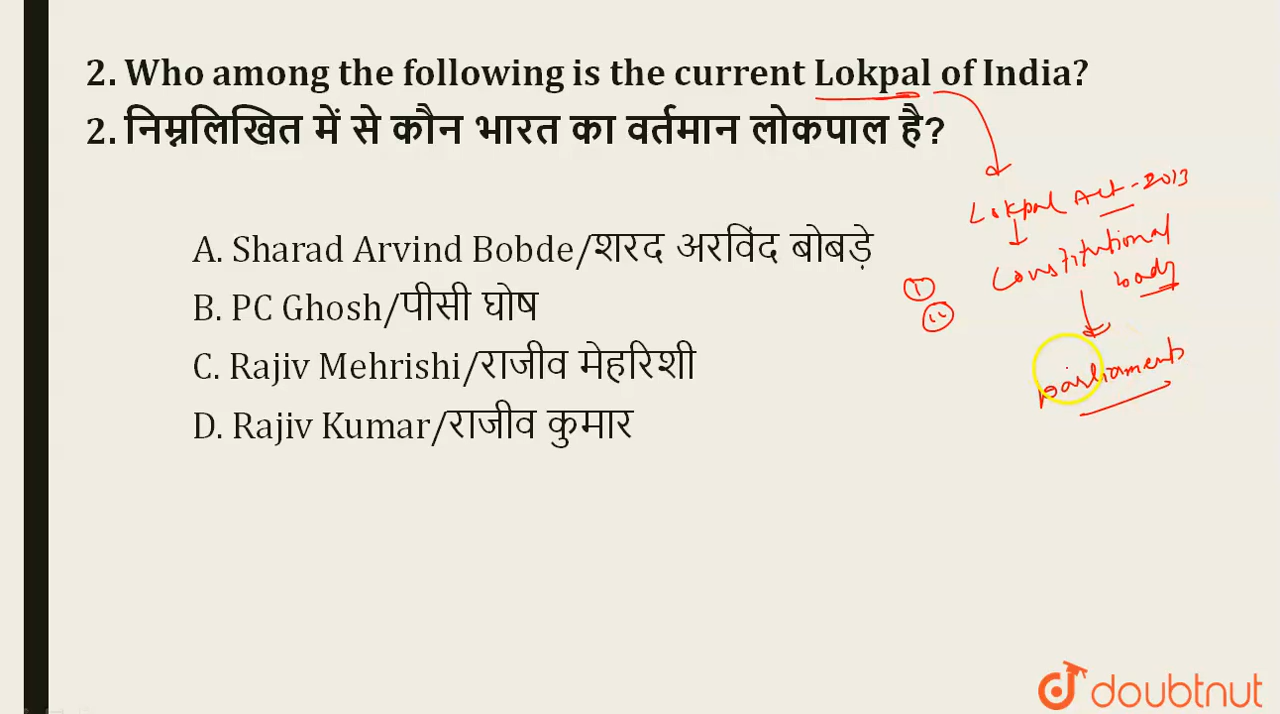 2. Who among the following is the current Lokpal of India?
2. निम्नलिखित में से कौन भारत का वर्तमान लोकपाल है?
Lokpal Act-2013
Constitutional
body
parliaments
A. Sharad Arvind Bobde/शरद अरविंद बोबड़े
B. PC Ghosh/पीसी घोष
C. Rajiv Mehrishi/राजीव मेहरिशी
D. Rajiv Kumar/राजीव कुमार
doubtnut